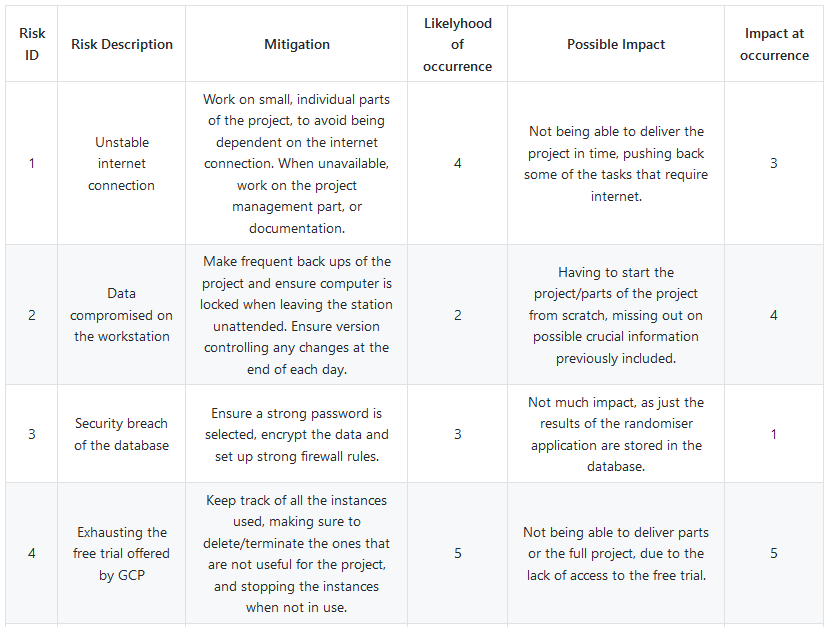 Risk ID
Risk Description
Mitigation
Likelyhood of occurrence
Possible Impact
Impact at occurrence
1
Unstable
internet
connection
Work on small, individual parts
of the project, to avoid being
dependent on the internet
connection. When unavailable,
work on the project
management part, or
documentation.
4
Not being able to deliver the
project in time, pushing back
some of the tasks that require
internet.
3
2
Data
compromised on
the workstation
Make frequent back ups of the
project and ensure computer is
locked when leaving the station
unattended. Ensure version
controlling any changes at the
end of each day.
2
Having to start the
project/parts of the project
from scratch, missing out on
possible crucial information
previously included.
4
3
Security breach
of the database
Ensure a strong password is
selected, encrypt the data and
set up strong firewall rules.
3
Not much impact, as just the
results of the randomiser
application are stored in the
database.
1
4
Exhausting the
free trial offered
by GCP
Keep track of all the instances
used, making sure to
delete/terminate the ones that
are not useful for the project,
and stopping the instances
when not in use.
5
Not being able to deliver parts
or the full project, due to the
lack of access to the free trial.
5